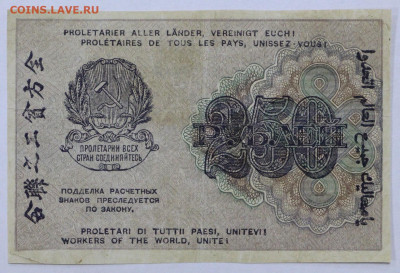 COINS.LAVE.RU
PROLETARIER ALLER LÄNDER, VEREINIGT EUCH!
PROLÉTAIRES DE TOUS LES PAYS, UNISSEZ-VOUS!
250
РУБЛЕЙ
ПРОЛЕТАРИИ ВСЕХ
СТРАН СОЕДИНЯЙТЕСЬ
ПОДДЕЛКА РАСЧЕТНЫХ
ЗНАКОВ ПРЕСЛЕДУЕТСЯ
ПО ЗАКОНУ.
PROLETARI DI TUTTI PAESI, UNITEVI!
WORKERS OF THE WORLD, UNITE!